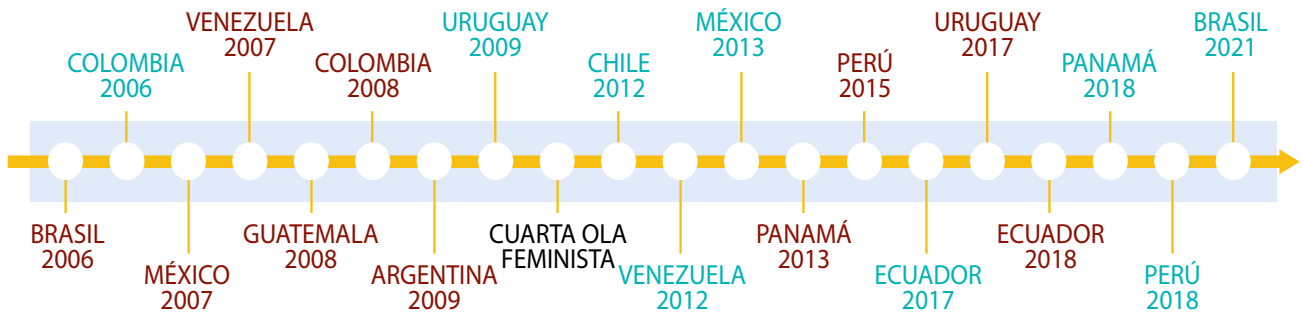 BRASIL
2006
COLOMBIA
2006
MÉXICO
2007
VENEZUELA
2007
GUATEMALA
2008
COLOMBIA
2008
ARGENTINA
2009
URUGUAY
2009
CUARTA OLA
FEMINISTA
CHILE
2012
VENEZUELA
2012
MÉXICO
2013
PANAMÁ
2013
PERÚ
2015
ECUADOR
2017
URUGUAY
2017
ECUADOR
2018
PANAMÁ
2018
PERÚ
2018
BRASIL
2021